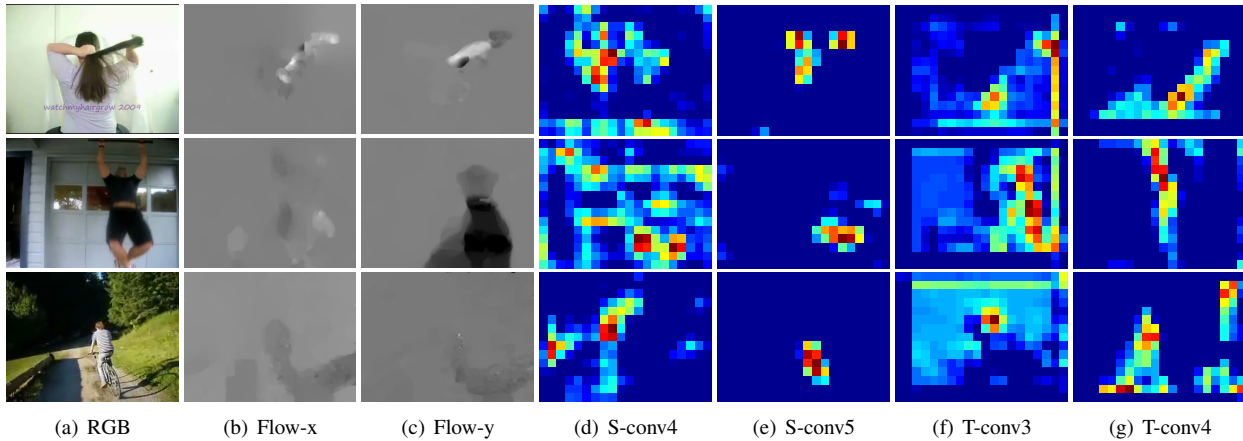 watchmyhairgrow 2009
(a) RGB
(b) Flow-x
(c) Flow-y
(d) S-conv4
(e) S-conv5
(f) T-conv3
(g) T-conv4